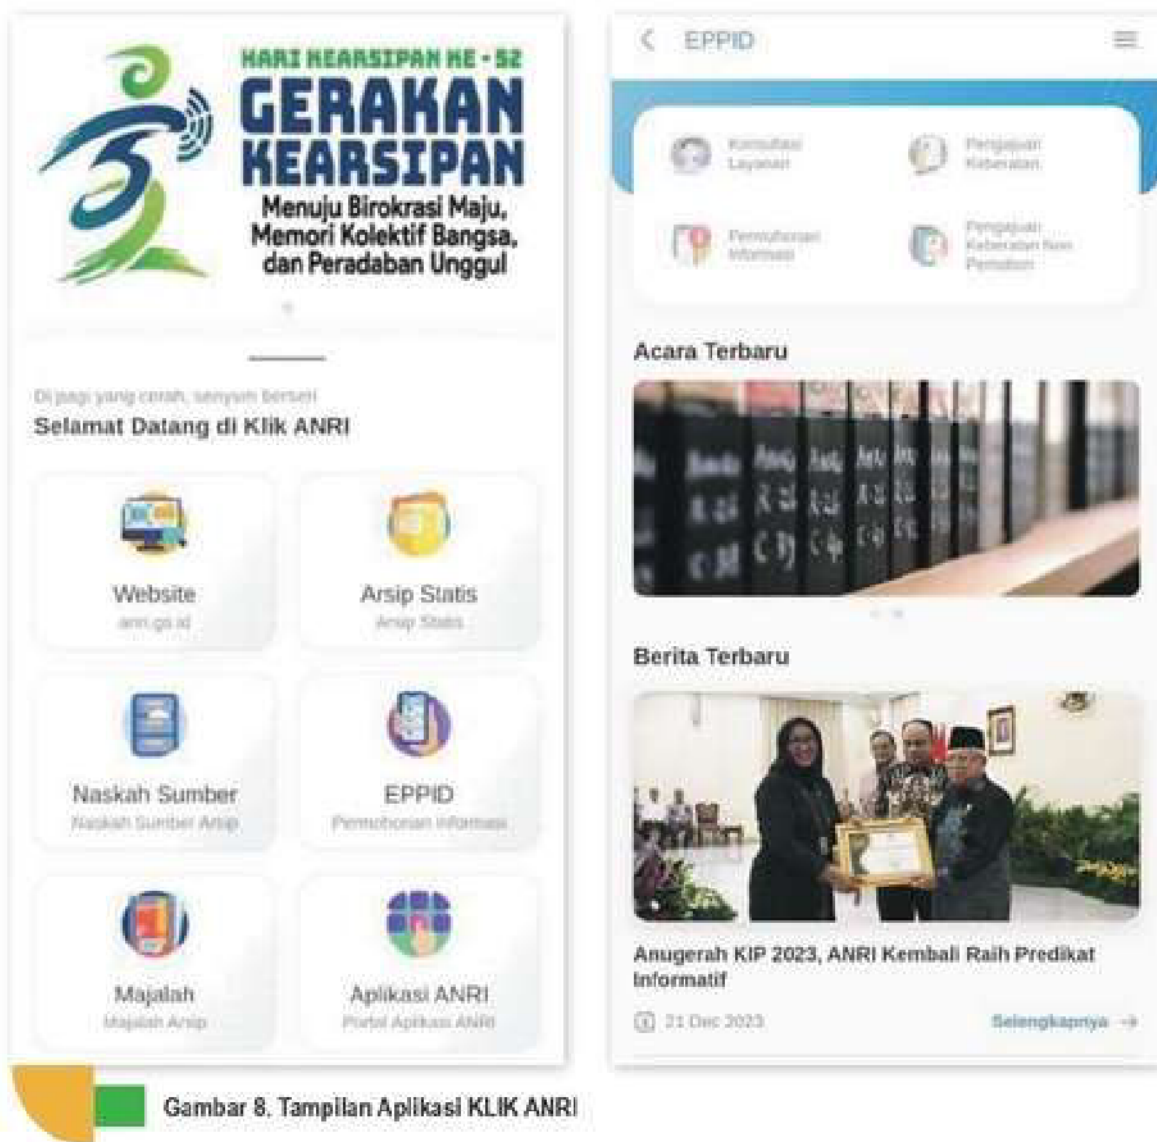 HARI KEARSIPAN KE - 52
GERAKAN
KEARSIPAN
Menuju Birokrasi Maju,
Memori Kolektif Bangsa,
dan Peradaban Unggul
Di pagi yang cerah, senyum berseri
Selamat Datang di Klik ANRI
Website
anri.go.id
Arsip Statis
Arsip Statis
Naskah Sumber
Naskah Sumber Arsip
EPPID
Permohonan Informasi
Majalah
Majalah Arsip
Aplikasi ANRI
Portal Aplikasi ANRI
EPPID
Konsultasi
Layanan
Pengajuan
Keberatan
Permohonan
Informasi
Pengajuan
Keberatan Non
Pemohon
Acara Terbaru
Berita Terbaru
Anugerah KIP 2023, ANRI Kembali Raih Predikat
Informatif
21 Dec 2023
Selengkapnya
Gambar 8. Tampilan Aplikasi KLIK ANRI